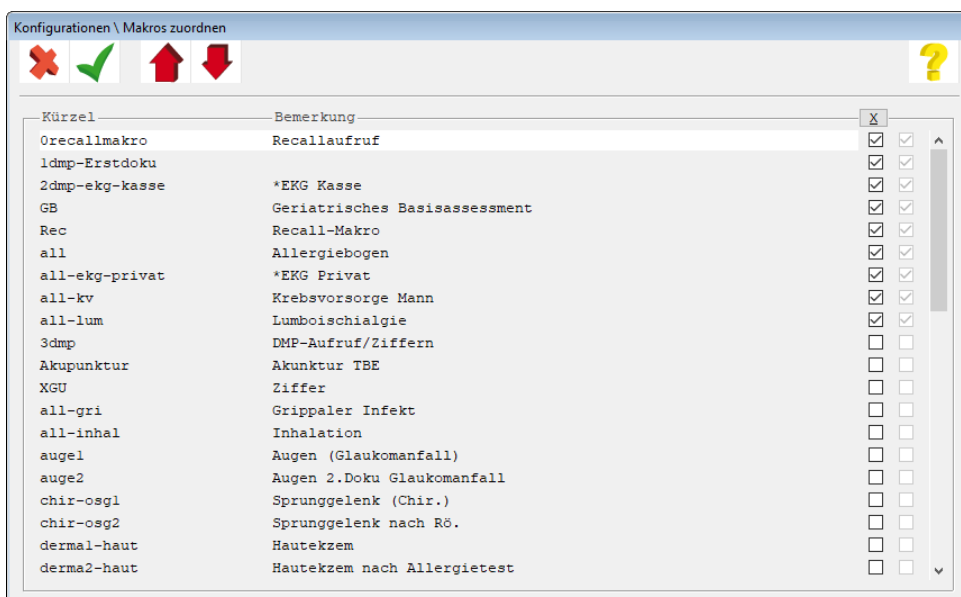 Konfigurationen \ Makros zuordnen
Kürzel Bemerkung X
0recallmakro Recallaufruf
1dmp-Erstdoku
2dmp-ekg-kasse *EKG Kasse
GB Geriatrisches Basisassessment
Rec Recall-Makro
all Allergiebogen
all-ekg-privat *EKG Privat
all-kv Krebsvorsorge Mann
all-lum Lumboischialgie
3dmp DMP-Aufruf/Ziffern
Akupunktur Akunktur TBE
XGU Ziffer
all-gri Grippaler Infekt
all-inhal Inhalation
auge1 Augen (Glaukomanfall)
auge2 Augen 2.Doku Glaukomanfall
chir-osg1 Sprunggelenk (Chir.)
chir-osg2 Sprunggelenk nach Rö.
derma1-haut Hautekzem
derma2-haut Hautekzem nach Allergietest